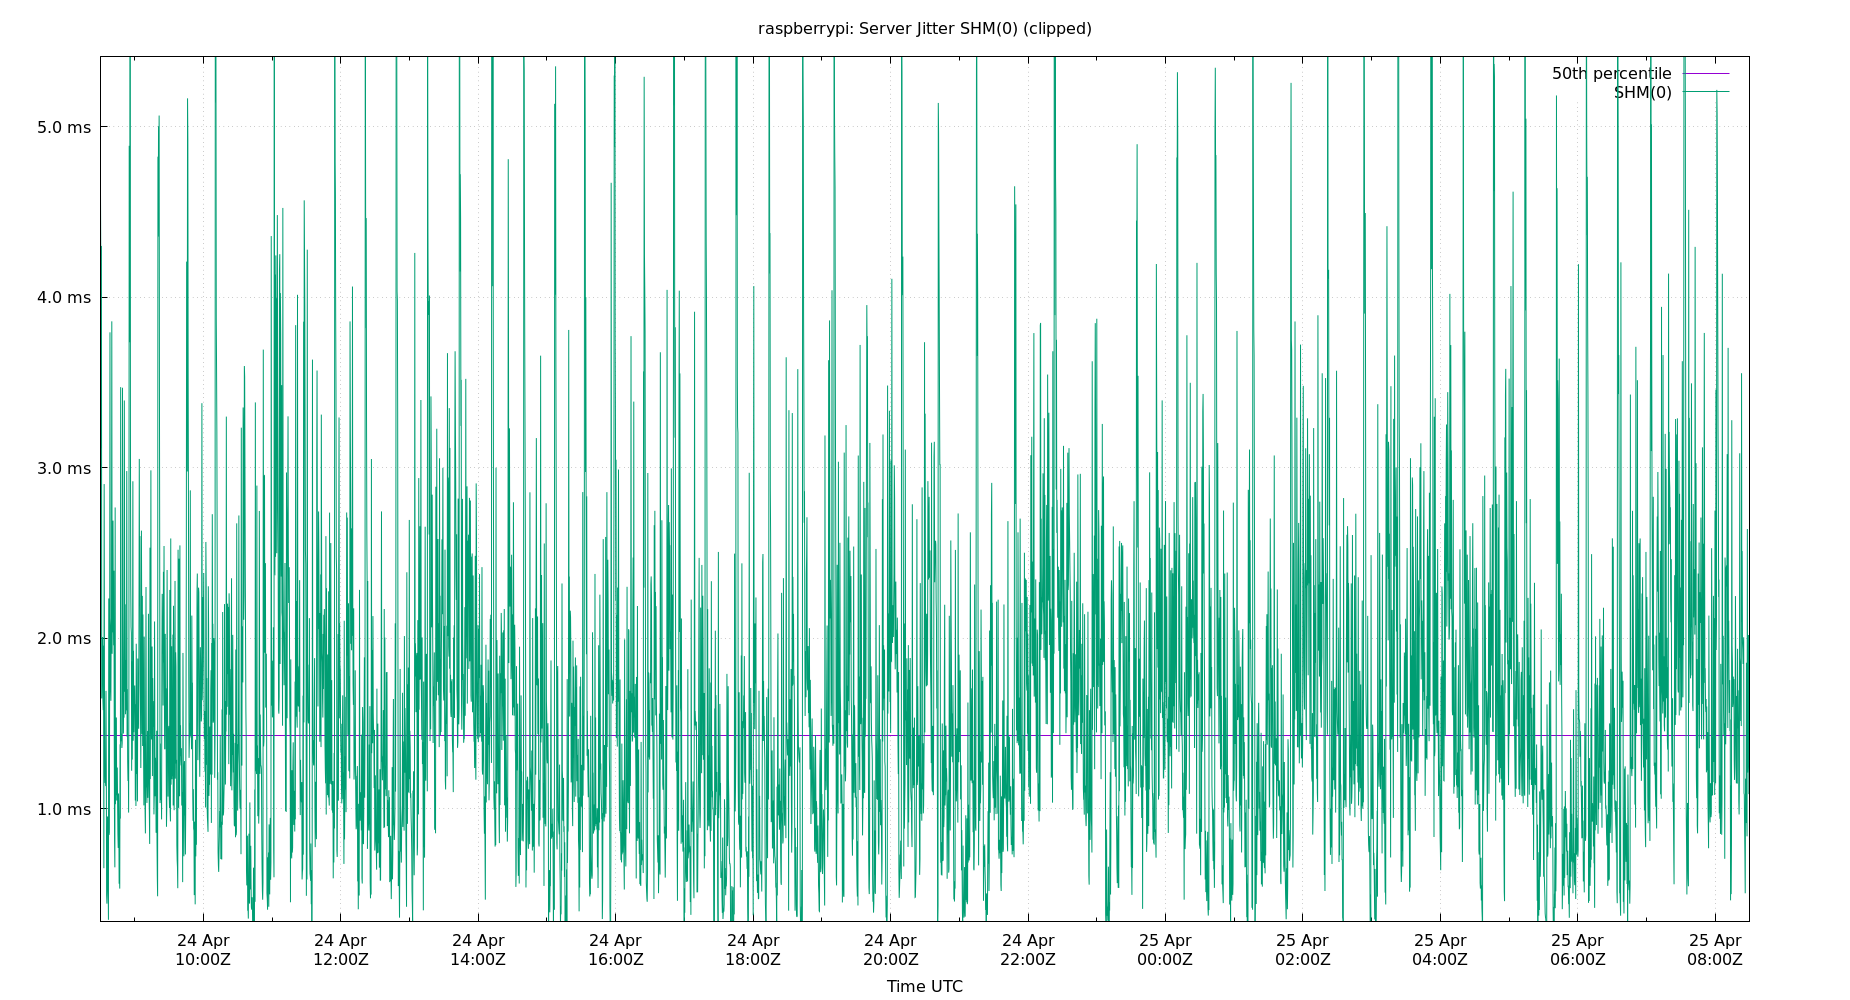 raspberrypi: Server Jitter SHM(0) (clipped)
50th percentile
SHM(0)
5.0 ms
4.0 ms
3.0 ms
2.0 ms
1.0 ms
24 Apr 24 Apr 24 Apr 24 Apr 24 Apr 24 Apr 24 Apr 25 Apr 25 Apr 25 Apr 25 Apr 25 Apr
10:00Z 12:00Z 14:00Z 16:00Z 18:00Z 20:00Z 22:00Z 00:00Z 02:00Z 04:00Z 06:00Z 08:00Z
Time UTC